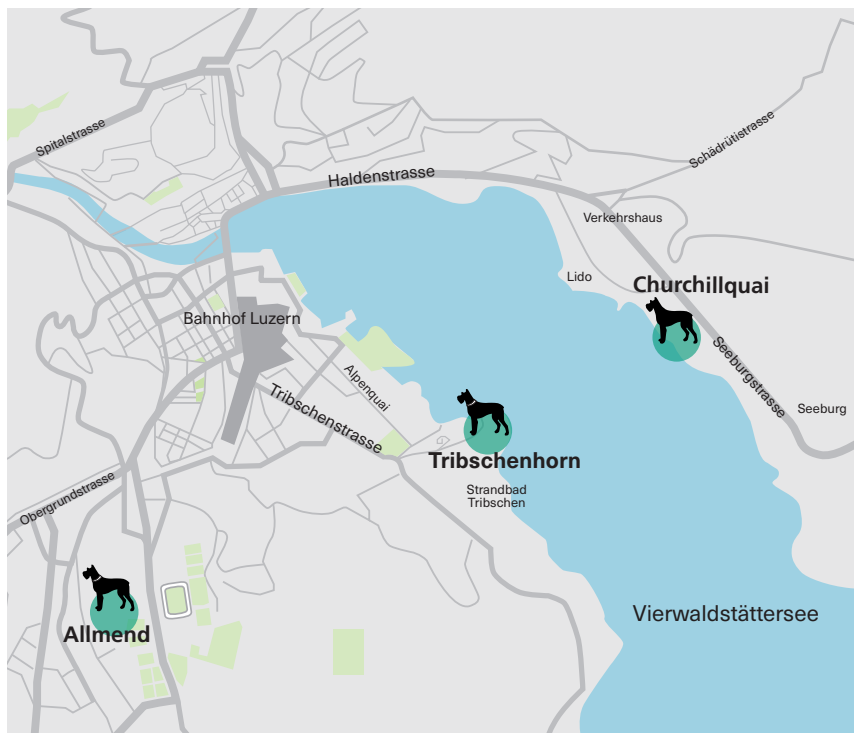 Spitalstrasse
Schädrütistrasse
Haldenstrasse
Verkehrshaus
Lido
Churchillquai
Bahnhof Luzern
Seeburgstrasse
Alpenquai
Tribschenstrasse
Seeburg
Tribschenhorn
Strandbad
Tribschen
Obergrundstrasse
Vierwaldstättersee
Allmend